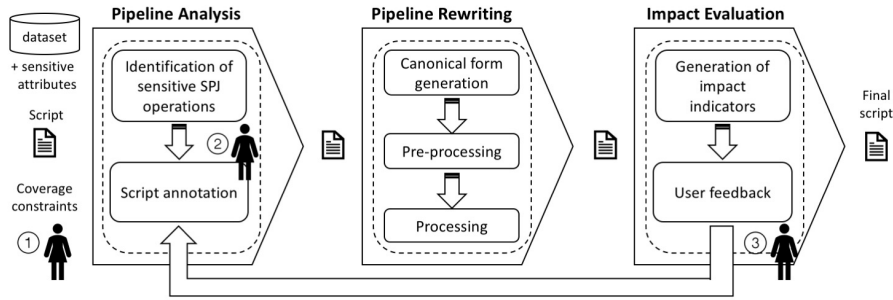 Pipeline Analysis
Pipeline Rewriting
Impact Evaluation
dataset
+ sensitive
attributes
Script
Coverage
constraints
1
Identification of
sensitive SPJ
operations
2
Script annotation
Canonical form
generation
Pre-processing
Processing
Generation of
impact
indicators
User feedback
3
Final
script